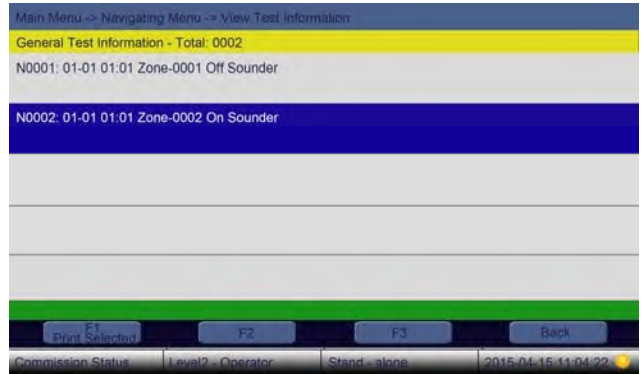 Main Menu -> Navigating Menu -> View Test Information
General Test Information - Total: 0002
N0001: 01-01 01:01 Zone-0001 Off Sounder
N0002: 01-01 01:01 Zone-0002 On Sounder
F1
Print Selected
F2
F3
Back
Commission Status
Level2 - Operator
Stand - alone
2015-04-15 11:04:22